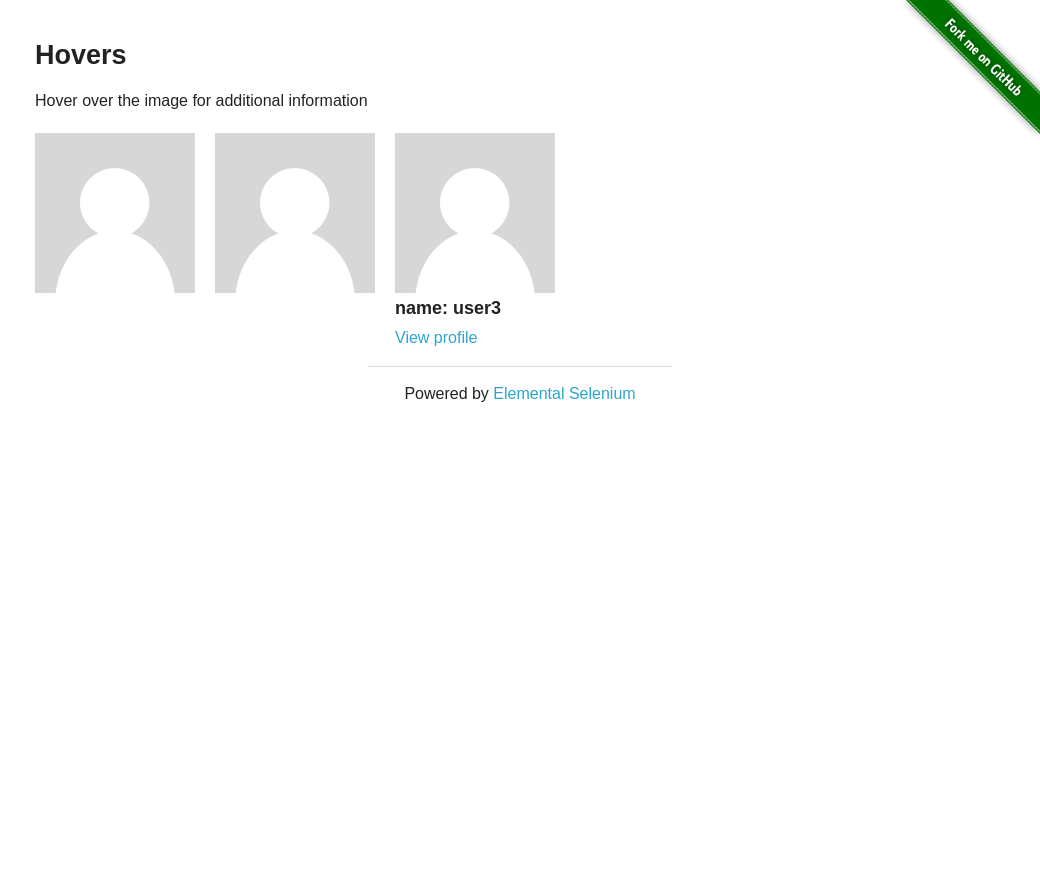 Fork me on GitHub
Hovers
Hover over the image for additional information
name: user3
View profile
Powered by Elemental Selenium